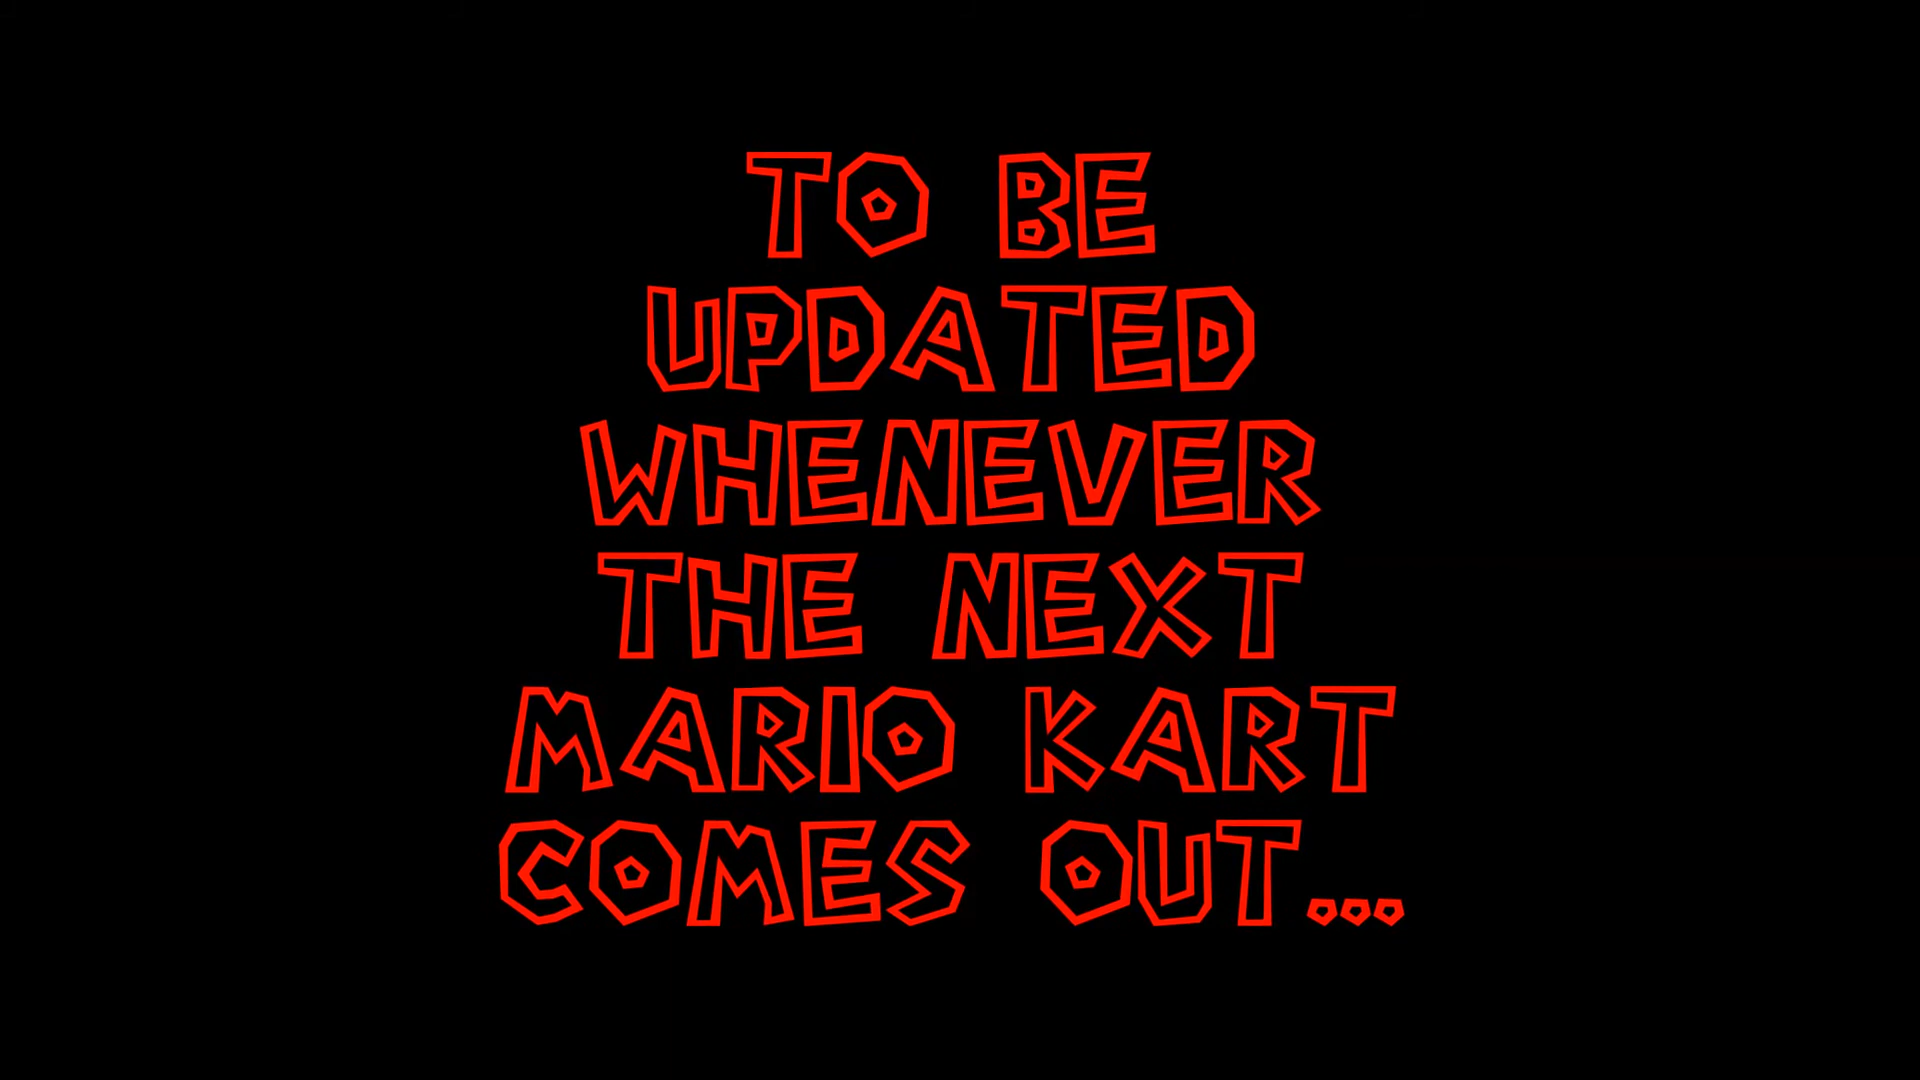 TO BE
UPDATED
WHENEVER
THE NEXT
MARIO KART
COMES OUT...